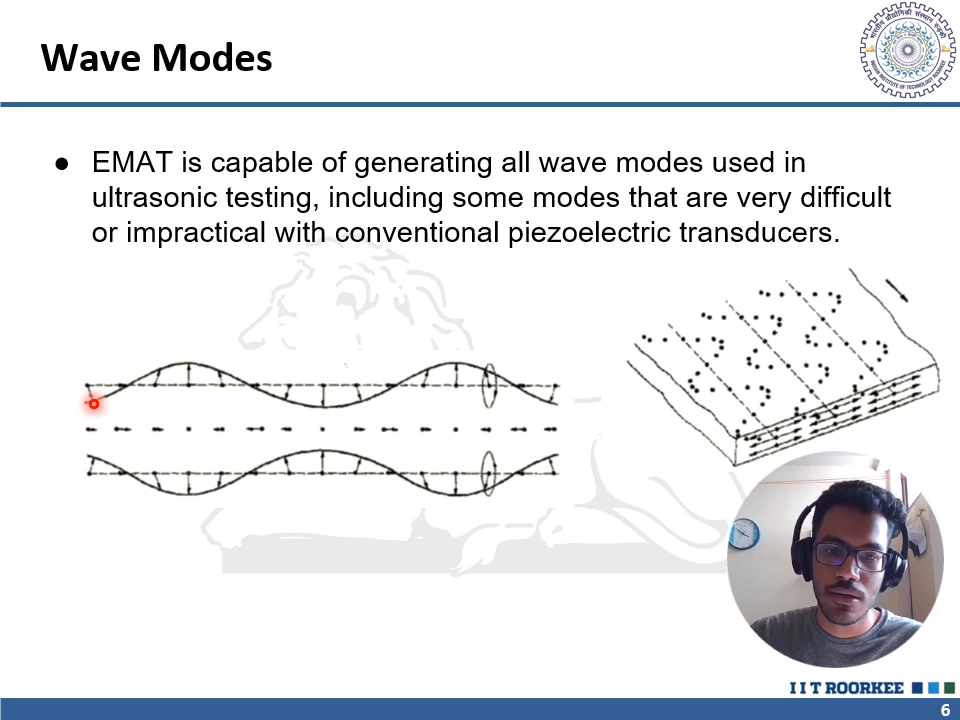 Wave Modes
● EMAT is capable of generating all wave modes used in
ultrasonic testing, including some modes that are very difficult
or impractical with conventional piezoelectric transducers.
I I T ROORKEE
6